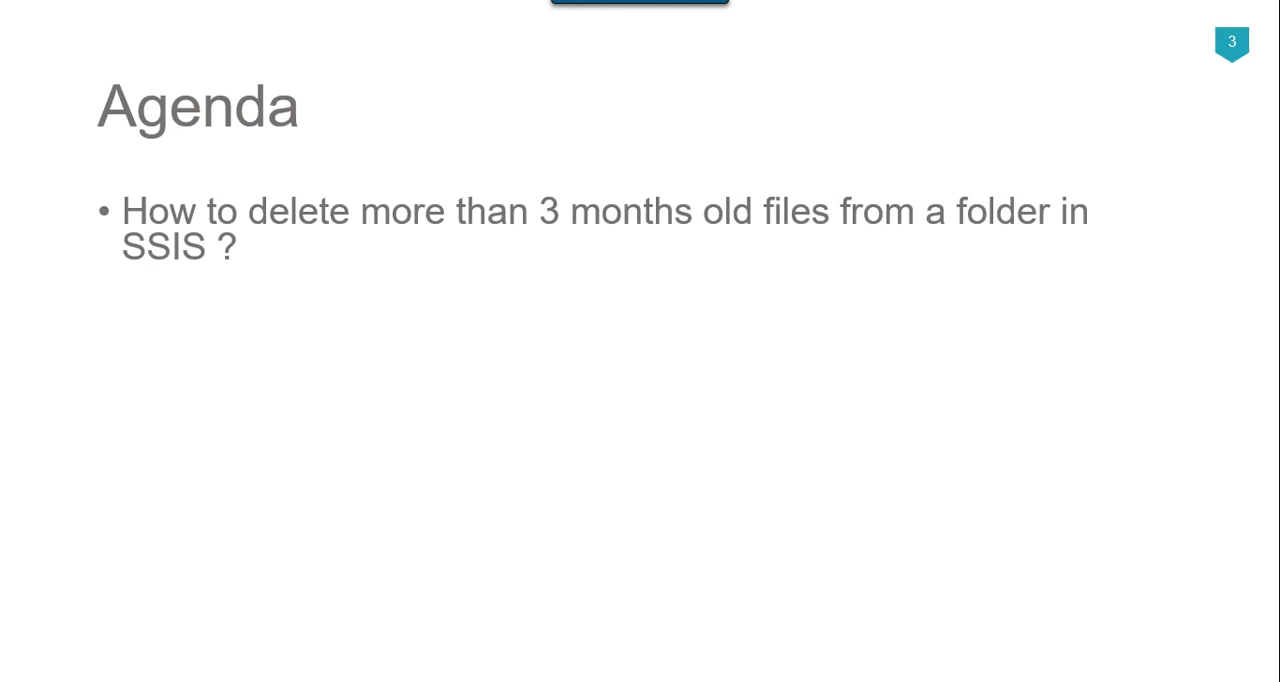 3
Agenda
• How to delete more than 3 months old files from a folder in
SSIS ?